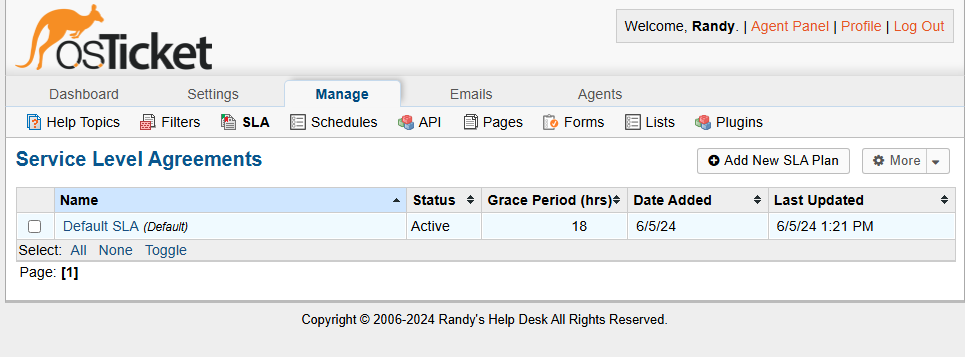 osTicket
Welcome, Randy. | Agent Panel | Profile | Log Out
Dashboard Settings Manage Emails Agents
Help Topics Filters SLA Schedules API Pages Forms Lists Plugins
Service Level Agreements
Add New SLA Plan More
Name Status Grace Period (hrs) Date Added Last Updated
Default SLA (Default) Active 18 6/5/24 6/5/24 1:21 PM
Select: All None Toggle
Page: [1]
Copyright © 2006-2024 Randy's Help Desk All Rights Reserved.